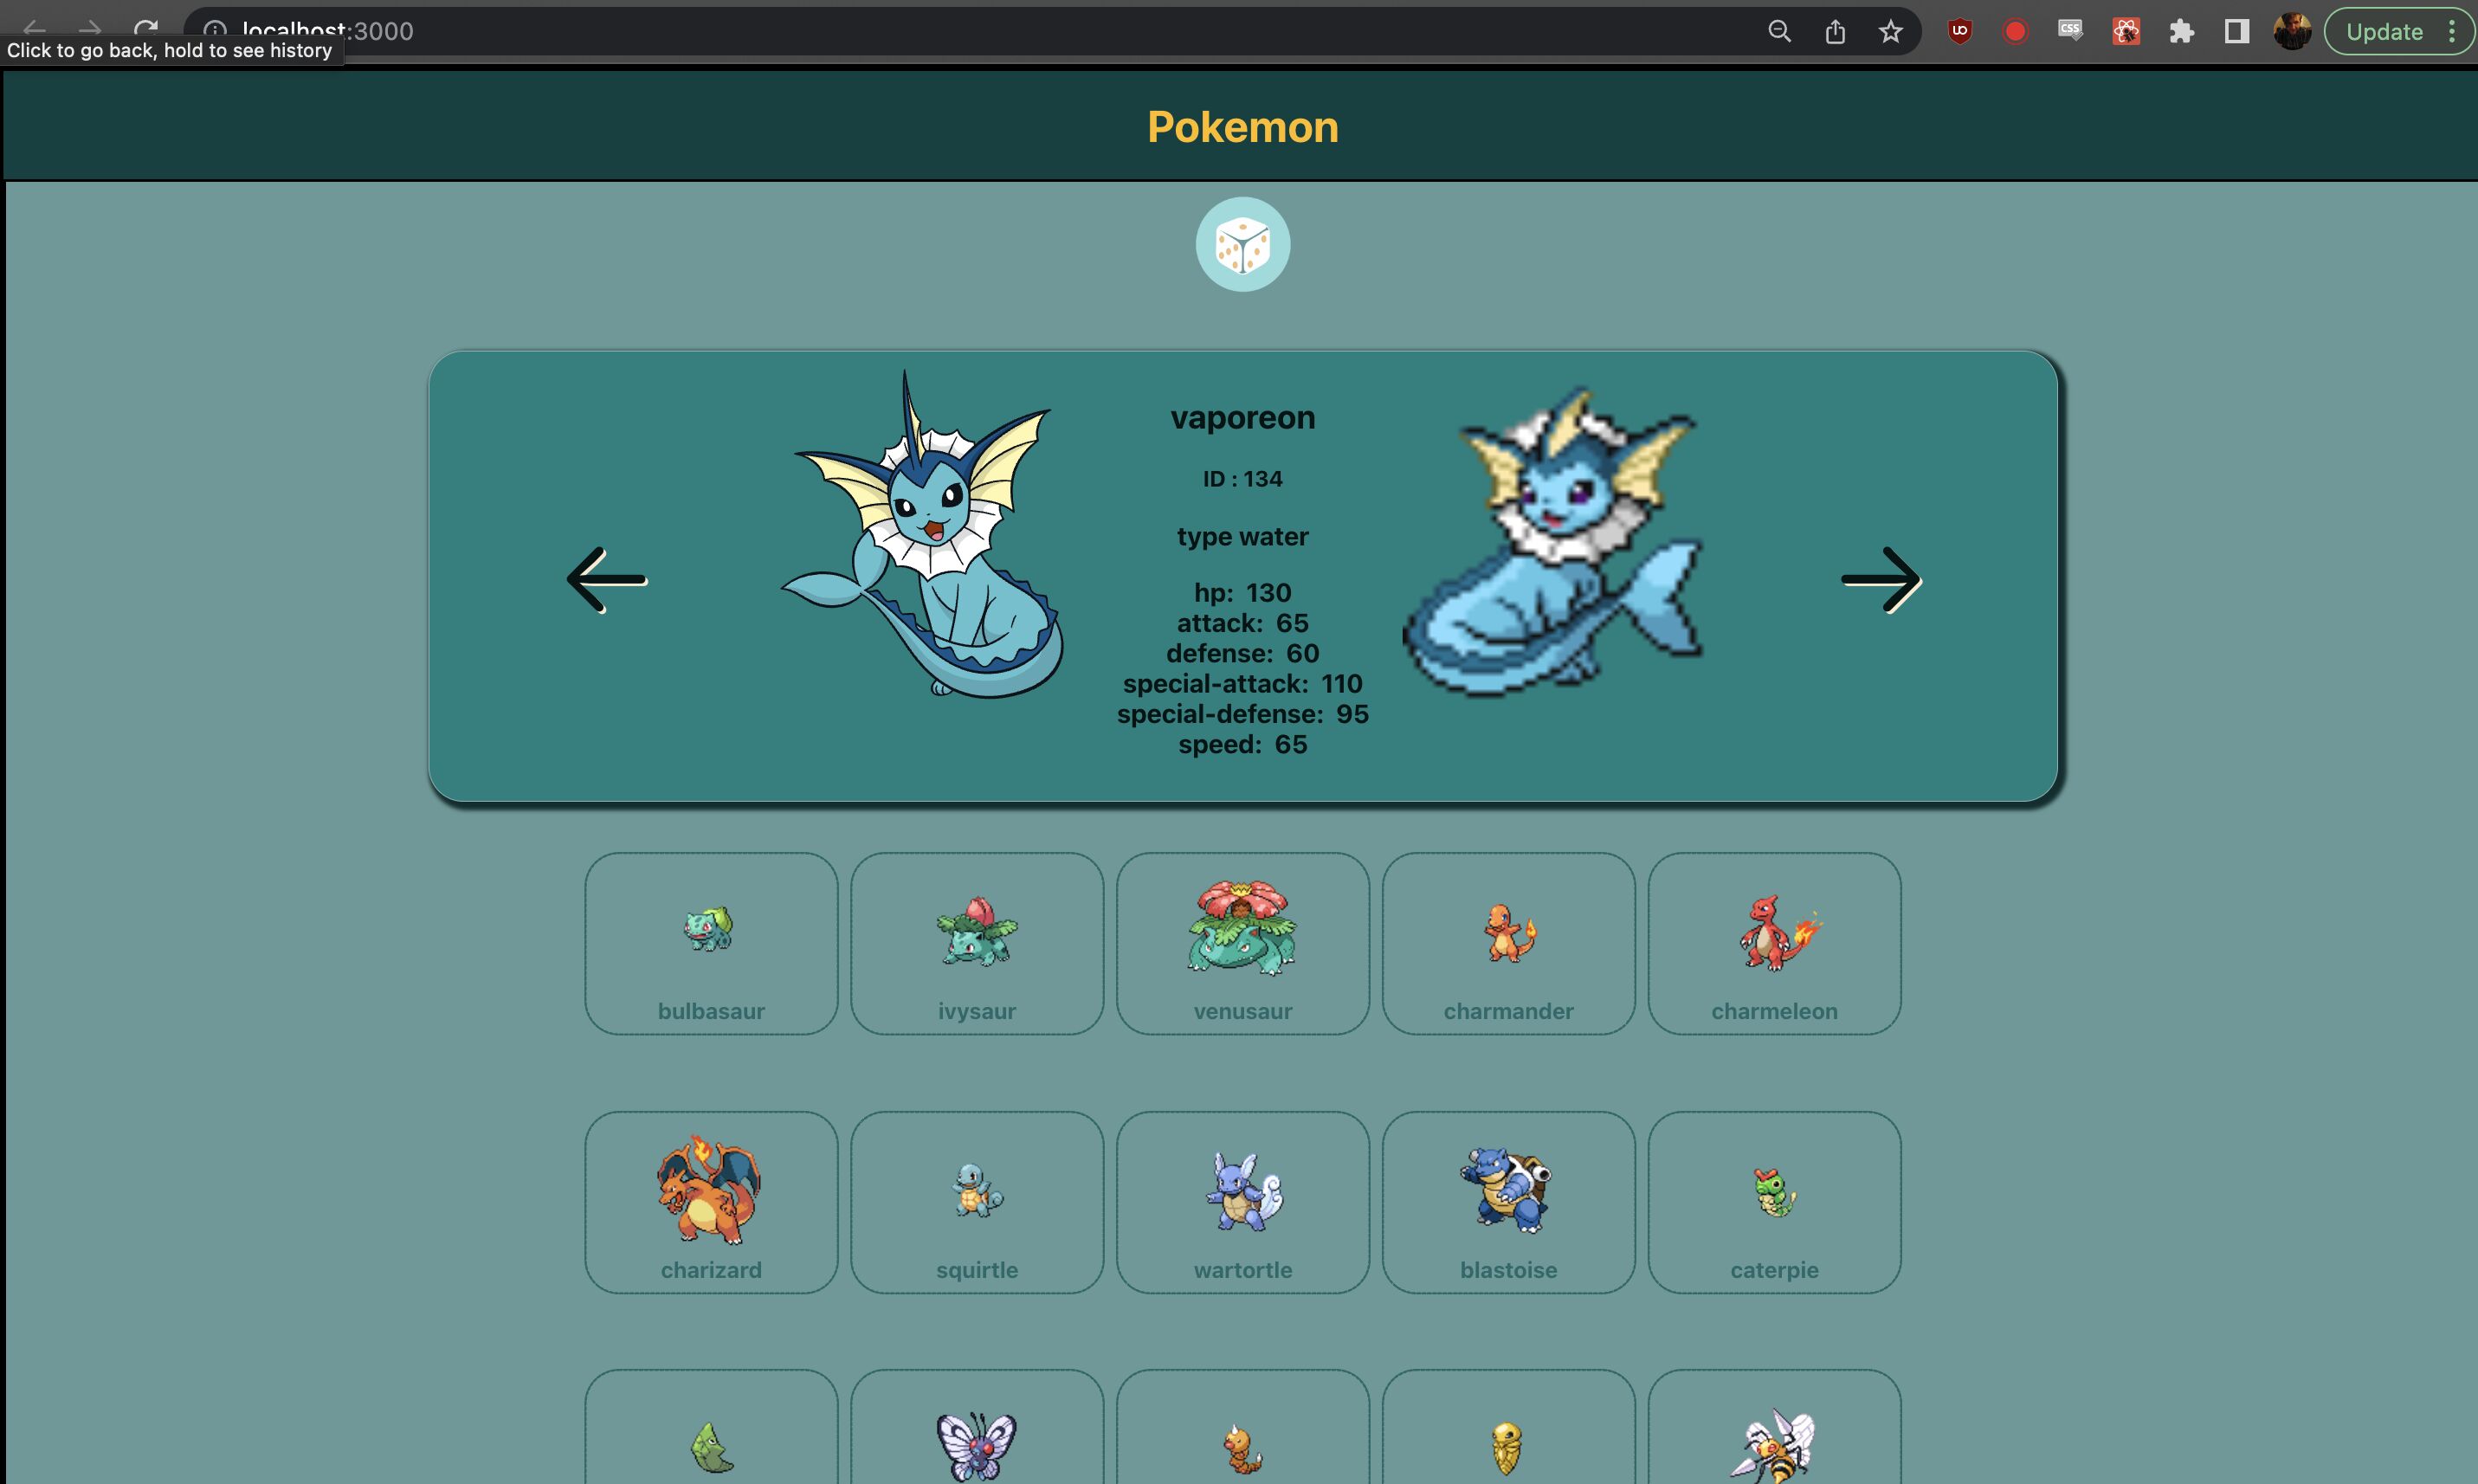 localhost:3000
Update
Click to go back, hold to see history
Pokemon
vaporeon
ID : 134
type water
hp: 130
attack: 65
defense: 60
special-attack: 110
special-defense: 95
speed: 65
bulbasaur
ivysaur
venusaur
charmander
charmeleon
charizard
squirtle
wartortle
blastoise
caterpie